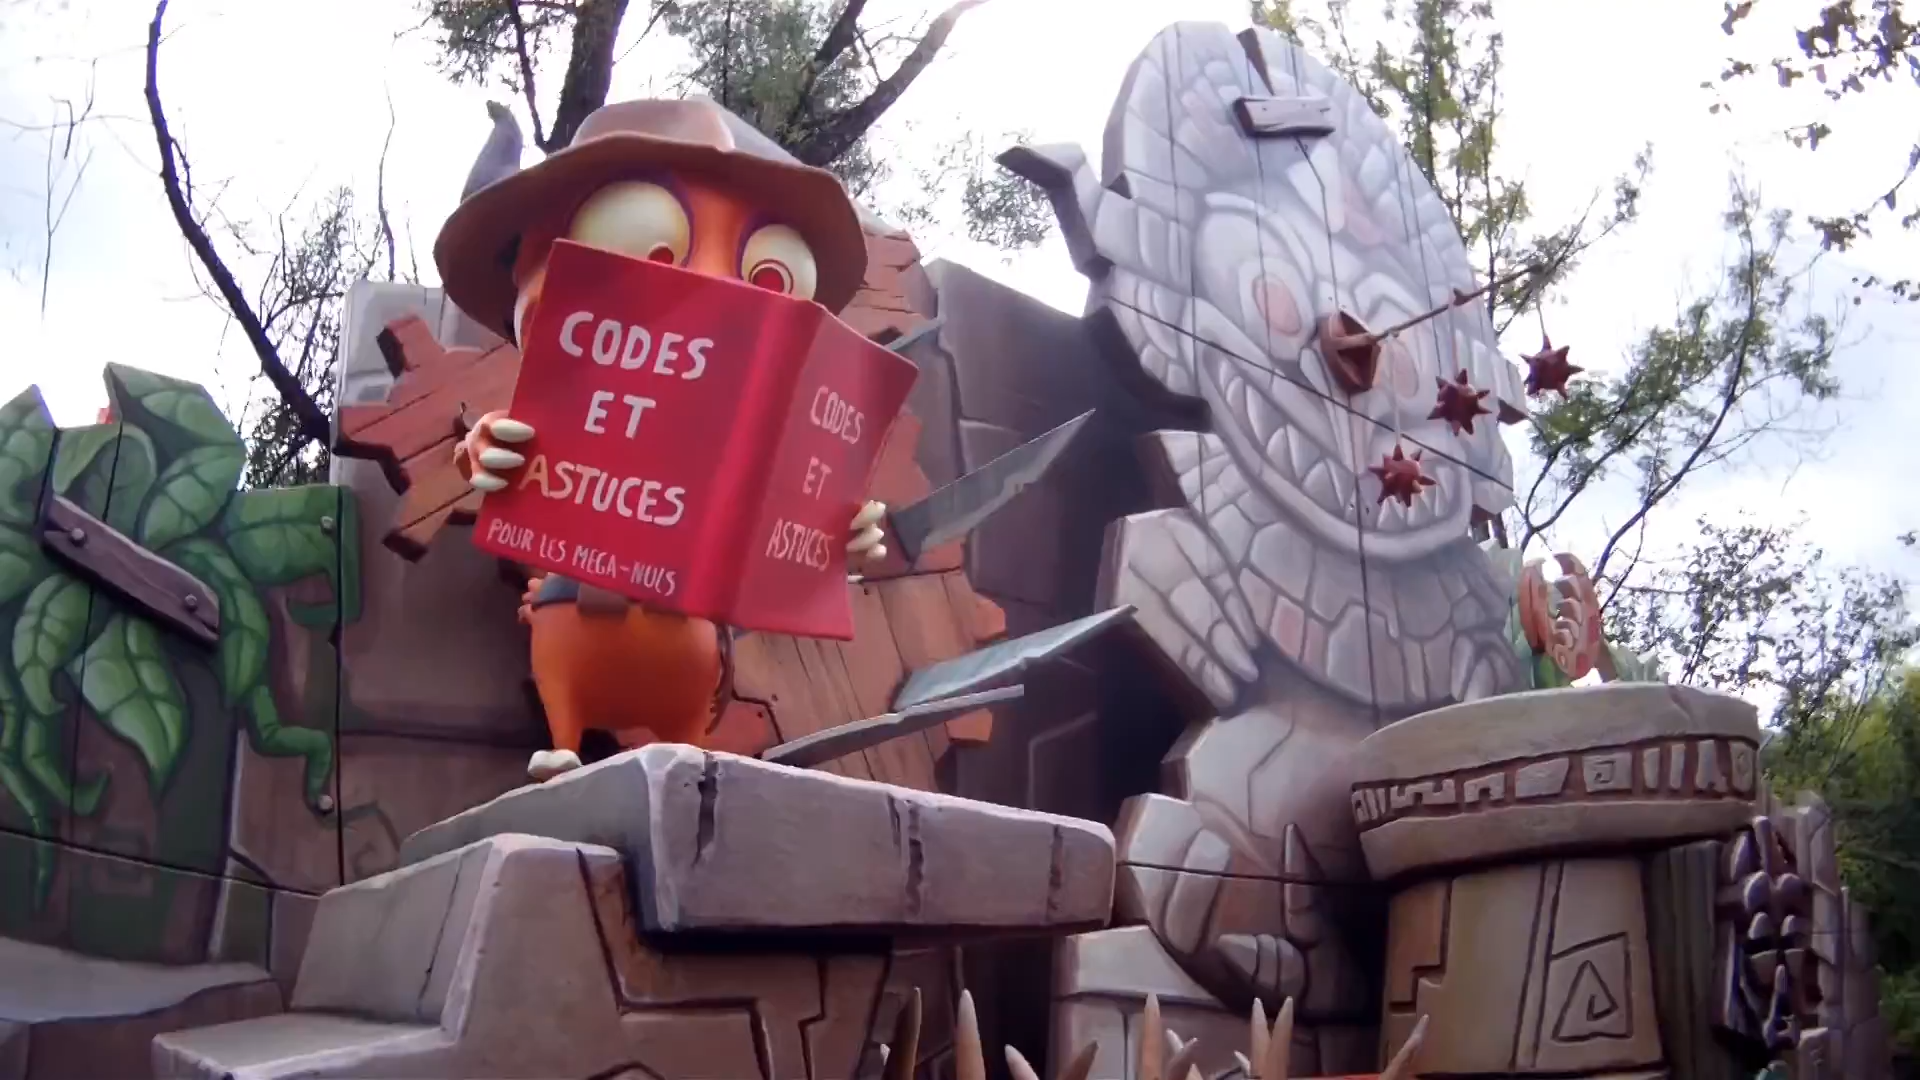 CODES
ET
ASTUCES
POUR LES MEGA-NULS
CODES
ET
ASTUCES